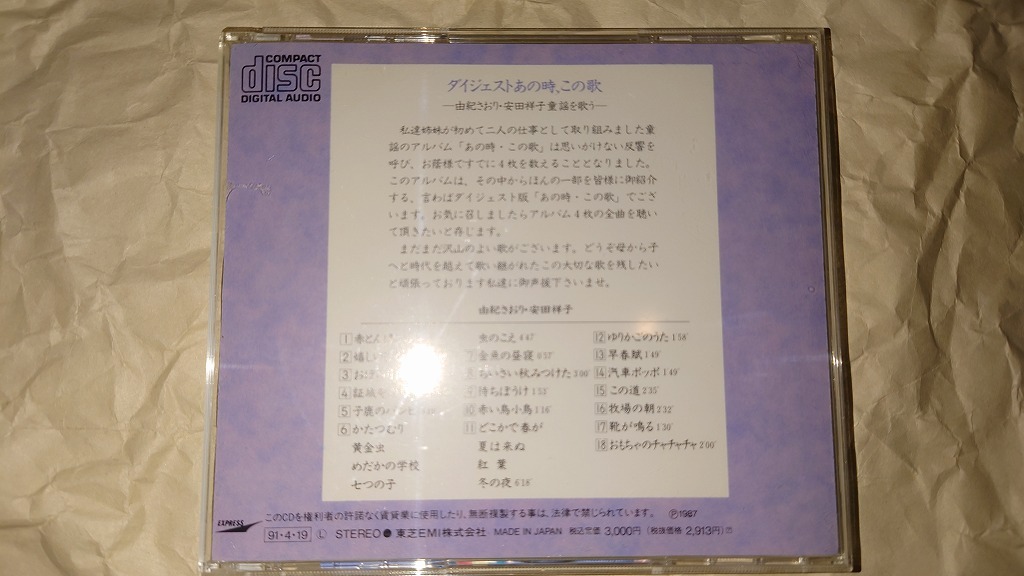 COMPACT
disc
DIGITAL AUDIO
ダイジェストあの時、この歌
―由紀さおり・安田祥子童謡を歌う―
私達姉妹が初めて二人の仕事として取り組みました童
謡のアルバム「あの時・この歌」は思いがけない反響を
呼び、お蔭様ですでに4枚を数えることとなりました。
このアルバムは、その中からほんの一部を皆様に御紹介
する、言わばダイジェスト版「あの時・この歌」でござ
います。お気に召しましたらアルバム4枚の全曲を聴い
て頂きたいと存じます。
まだまだ沢山のよい歌がございます。どうぞ母から子
へと時代を超えて歌い継がれたこの大切な歌を残したい
と頑張っております私達に御声援下さいませ。
由紀さおり・安田祥子
1 赤とん
2 嬉し
3 お
4 証城
5 子鹿のバンビ
6 かたつむり
黄金虫
めだかの学校
七つの子
虫のこえ 4'47"
7 金魚の昼寝 0'37"
8 ちいさい秋みつけた 3'00"
9 待ちぼうけ 1'53"
10 赤い鳥小鳥 1'16"
11 どこかで春が
夏は来ぬ
紅葉
冬の夜 6'18"
12 ゆりかごのうた 1'58"
13 早春賦 1'49"
14 汽車ポッポ 1'49"
15 この道 2'35"
16 牧場の朝 2'32"
17 靴が鳴る 1'30"
18 おもちゃのチャチャチャ 2'00"
EXPRESS
このCDを権利者の許諾なく賃貸業に使用したり、無断複製する事は、法律で禁じられています。 Ⓟ1987
91・4・19 Ⓛ STEREO ● 東芝EMI株式会社 MADE IN JAPAN 税込定価 3,000円 (税抜価格 2,913円)